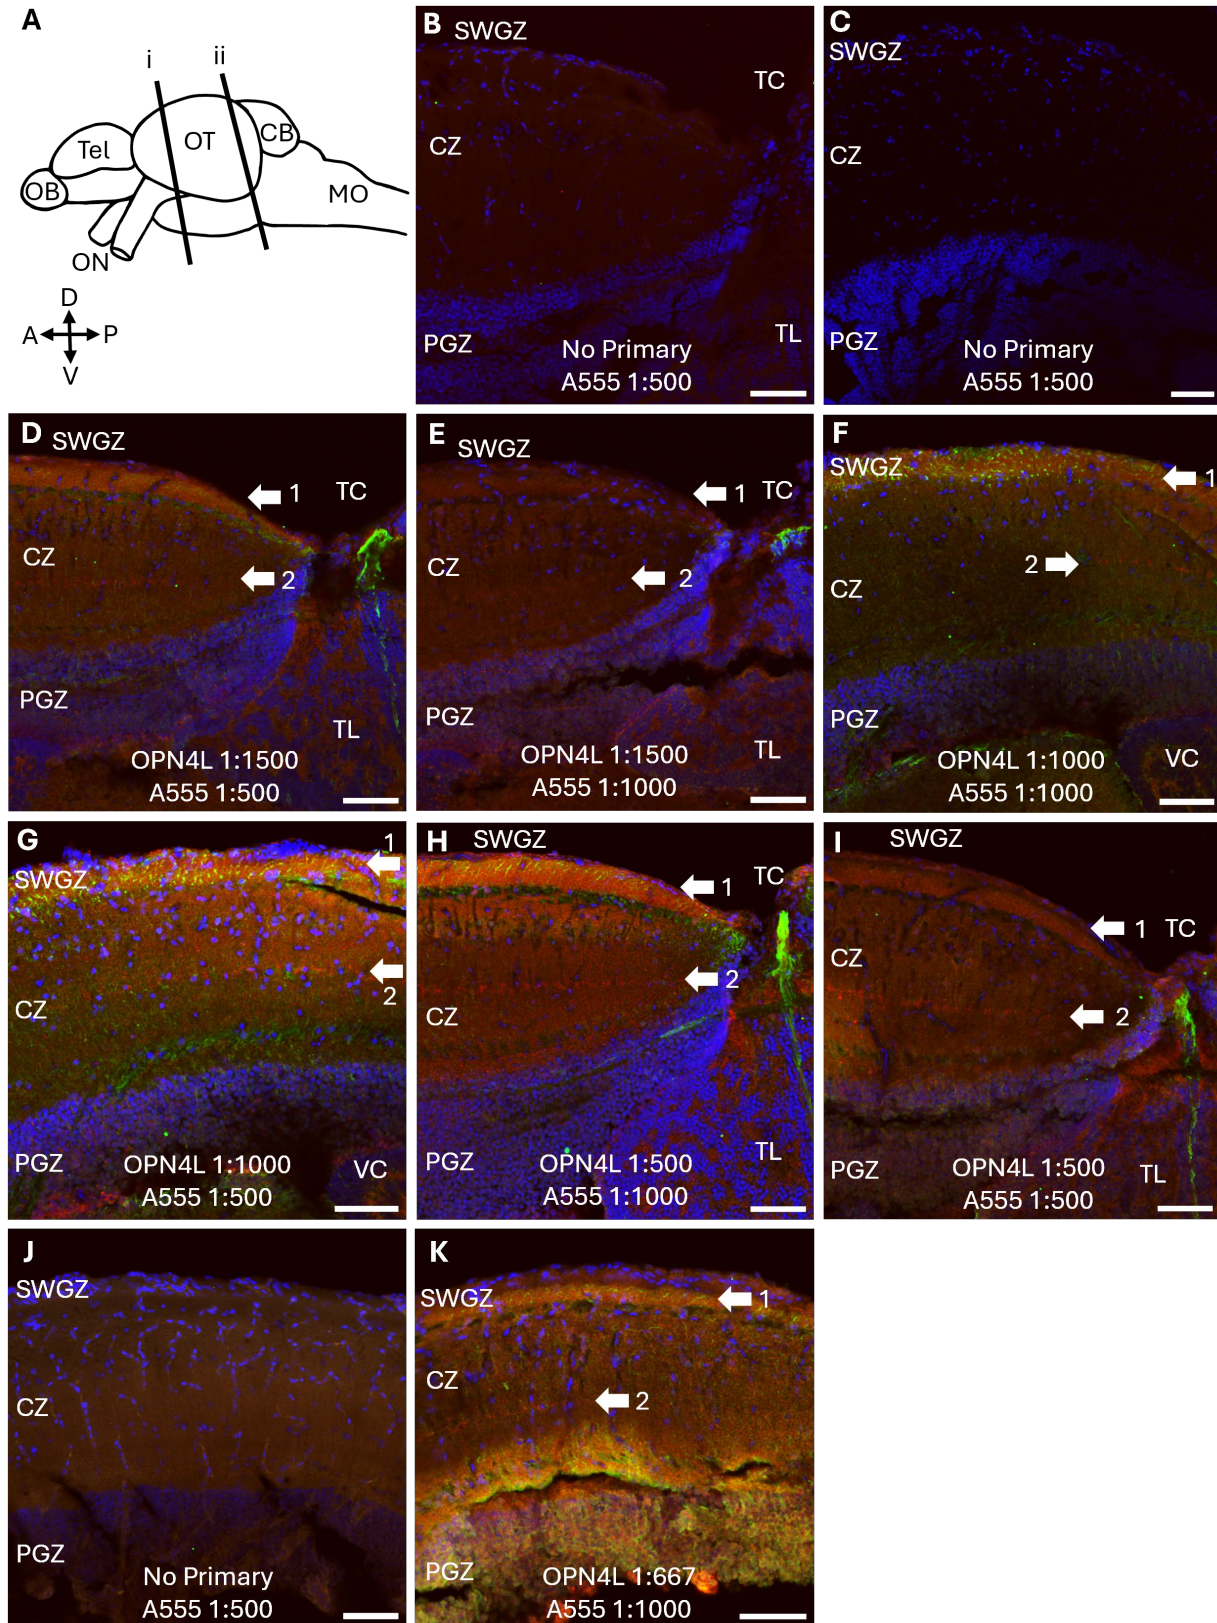 A
i
ii
Tel
OT
CB
OB
MO
ON
D
A
P
V
B
SWGZ
TC
CZ
PGZ
TL
No Primary
A555 1:500
C
SWGZ
CZ
PGZ
No Primary
A555 1:500
D
SWGZ
1
TC
CZ
2
PGZ
TL
OPN4L 1:1500
A555 1:500
E
SWGZ
1
TC
CZ
2
PGZ
TL
OPN4L 1:1500
A555 1:1000
F
SWGZ
1
2
CZ
PGZ
VC
OPN4L 1:1000
A555 1:1000
G
1
SWGZ
2
CZ
PGZ
VC
OPN4L 1:1000
A555 1:500
H
SWGZ
TC
1
2
CZ
PGZ
TL
OPN4L 1:500
A555 1:1000
I
SWGZ
1
TC
CZ
2
PGZ
TL
OPN4L 1:500
A555 1:500
J
SWGZ
CZ
PGZ
No Primary
A555 1:500
K
SWGZ
1
CZ
2
PGZ
OPN4L 1:667
A555 1:1000